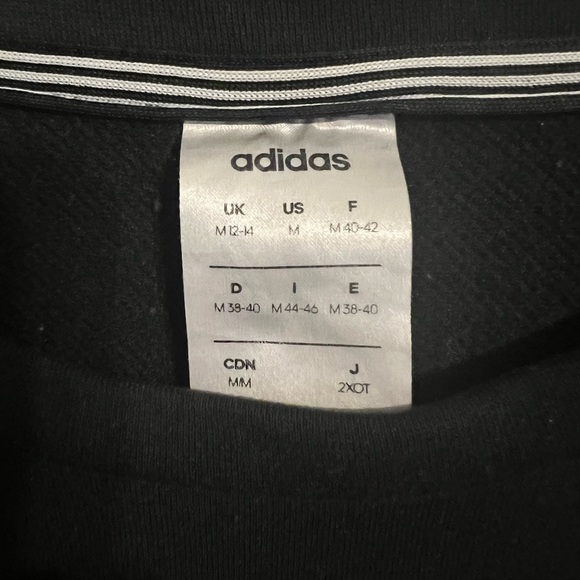 adidas
UK US F
M 12-14 M M 40-42
D I E
M 38-40 M 44-46 M 38-40
CDN J
M/M 2XOT